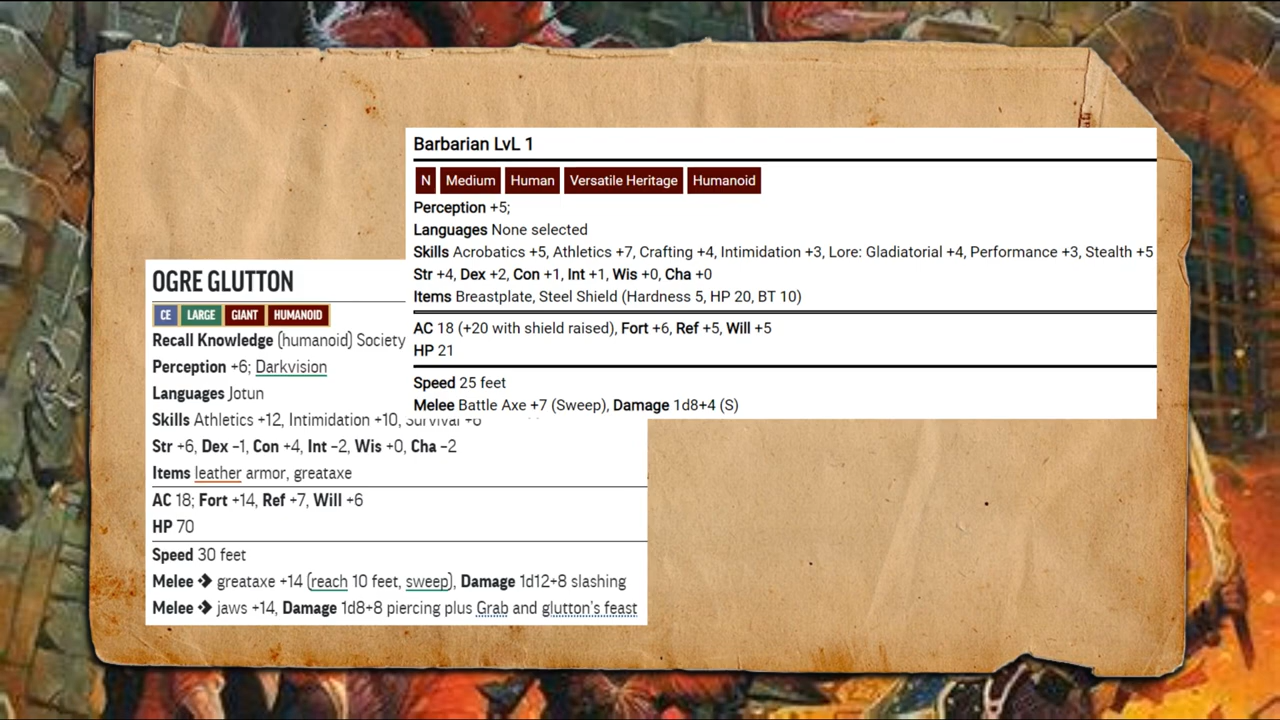 Barbarian LvL 1
N Medium Human Versatile Heritage Humanoid
Perception +5;
Languages None selected
Skills Acrobatics +5, Athletics +7, Crafting +4, Intimidation +3, Lore: Gladiatorial +4, Performance +3, Stealth +5
Str +4, Dex +2, Con +1, Int +1, Wis +0, Cha +0
Items Breastplate, Steel Shield (Hardness 5, HP 20, BT 10)
AC 18 (+20 with shield raised), Fort +6, Ref +5, Will +5
HP 21
Speed 25 feet
Melee Battle Axe +7 (Sweep), Damage 1d8+4 (S)
OGRE GLUTTON
CE LARGE GIANT HUMANOID
Recall Knowledge (humanoid) Society
Perception +6; Darkvision
Languages Jotun
Skills Athletics +12, Intimidation +10, Survival +6
Str +6, Dex –1, Con +4, Int –2, Wis +0, Cha –2
Items leather armor, greataxe
AC 18; Fort +14, Ref +7, Will +6
HP 70
Speed 30 feet
Melee greataxe +14 (reach 10 feet, sweep), Damage 1d12+8 slashing
Melee jaws +14, Damage 1d8+8 piercing plus Grab and glutton's feast